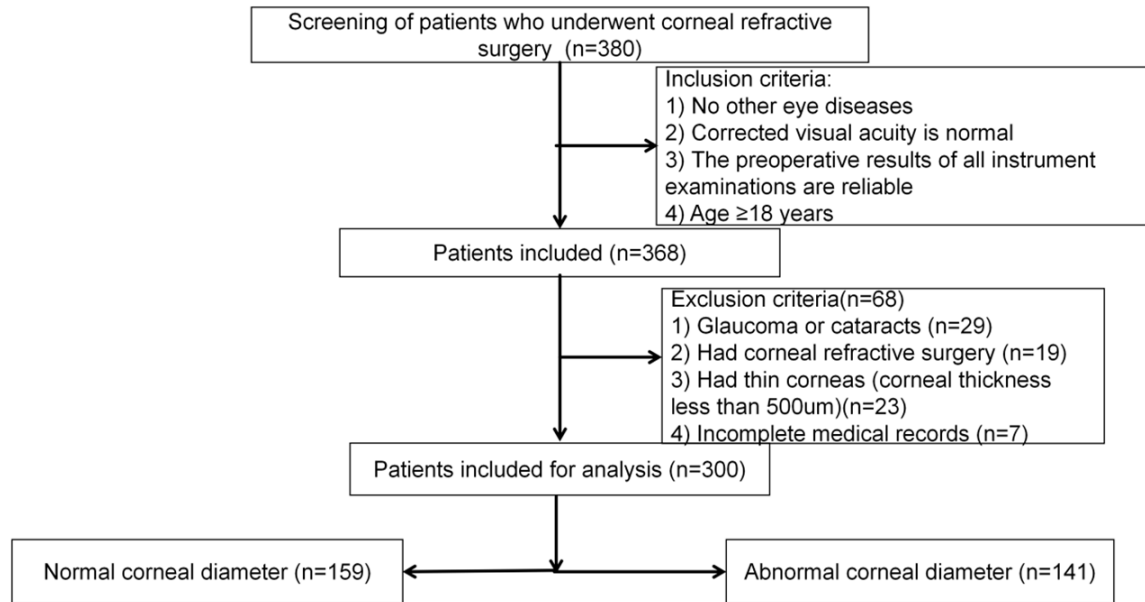 Screening of patients who underwent corneal refractive
surgery (n=380)
Inclusion criteria:
1) No other eye diseases
2) Corrected visual acuity is normal
3) The preoperative results of all instrument
examinations are reliable
4) Age ≥18 years
Patients included (n=368)
Exclusion criteria(n=68)
1) Glaucoma or cataracts (n=29)
2) Had corneal refractive surgery (n=19)
3) Had thin corneas (corneal thickness
less than 500um)(n=23)
4) Incomplete medical records (n=7)
Patients included for analysis (n=300)
Normal corneal diameter (n=159)
Abnormal corneal diameter (n=141)